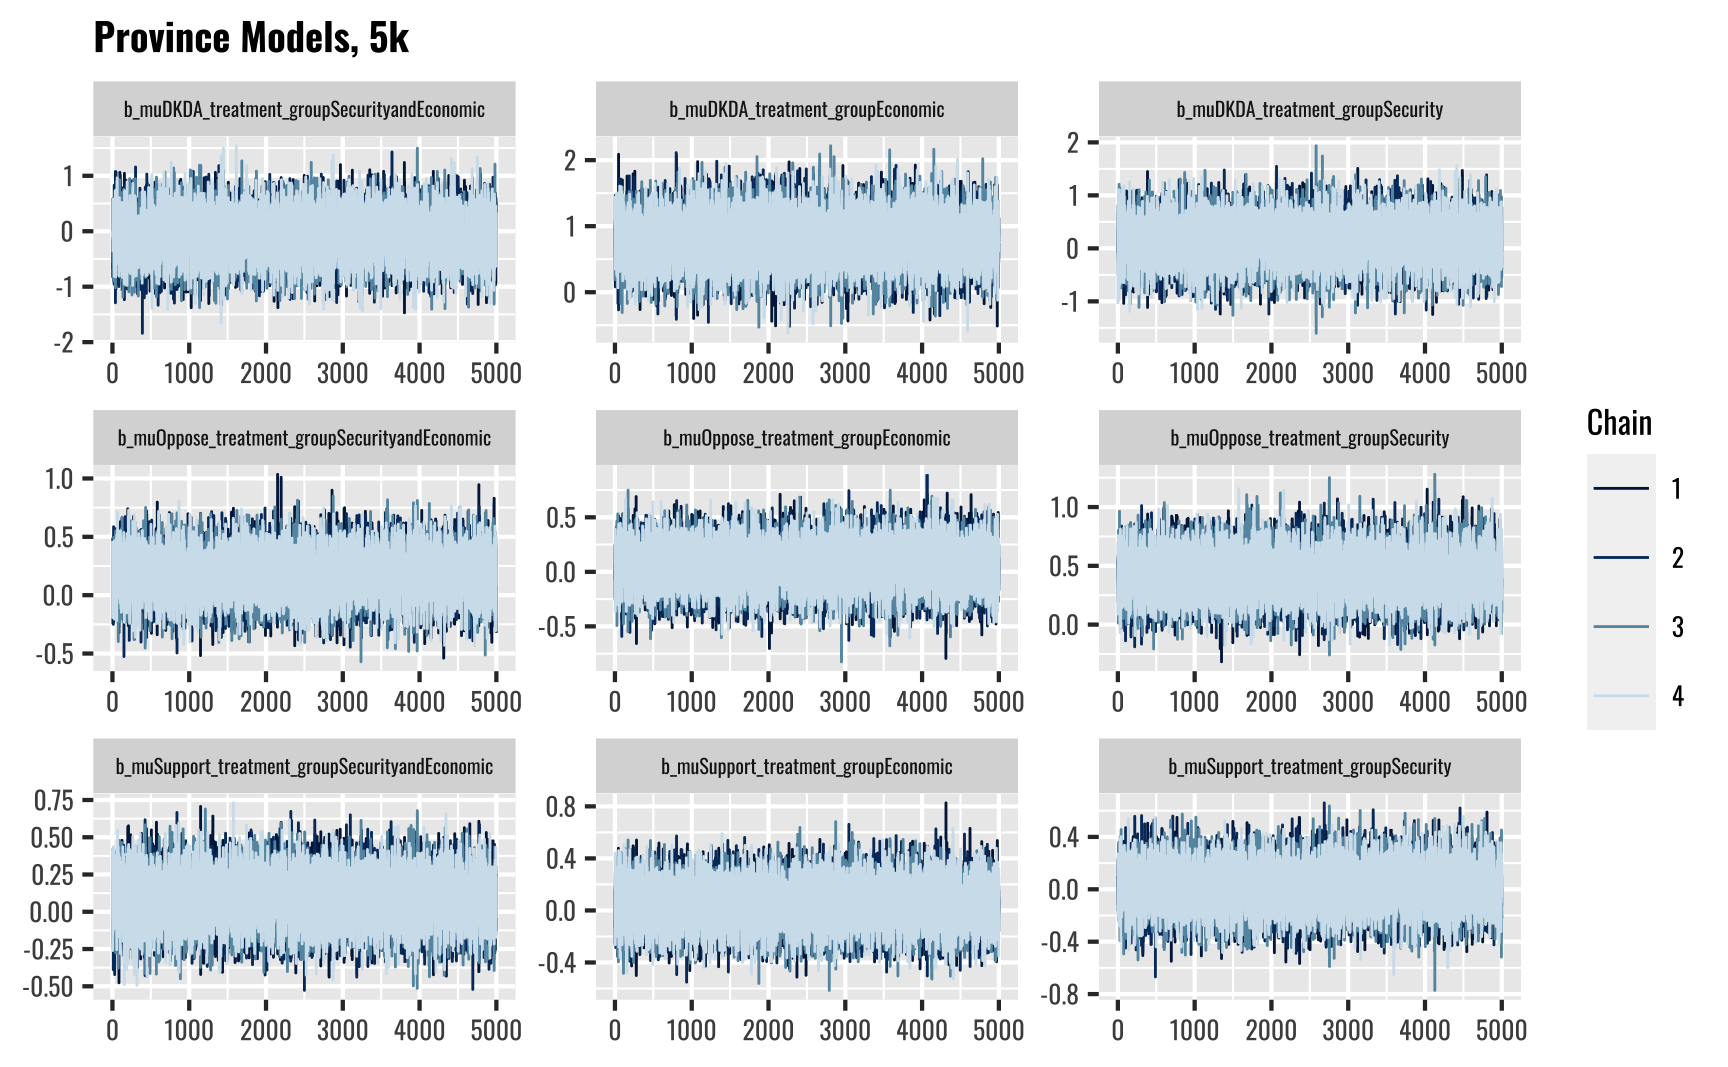 Province Models, 5k
b_muDKDA_treatment_groupSecurityandEconomic
b_muDKDA_treatment_groupEconomic
b_muDKDA_treatment_groupSecurity
1
0
-1
-2
2
1
0
2
1
0
-1
0 1000 2000 3000 4000 5000
0 1000 2000 3000 4000 5000
0 1000 2000 3000 4000 5000
b_muOppose_treatment_groupSecurityandEconomic
b_muOppose_treatment_groupEconomic
b_muOppose_treatment_groupSecurity
1.0
0.5
0.0
-0.5
0.5
0.0
-0.5
1.0
0.5
0.0
0 1000 2000 3000 4000 5000
0 1000 2000 3000 4000 5000
0 1000 2000 3000 4000 5000
b_muSupport_treatment_groupSecurityandEconomic
b_muSupport_treatment_groupEconomic
b_muSupport_treatment_groupSecurity
0.75
0.50
0.25
0.00
-0.25
-0.50
0.8
0.4
0.0
-0.4
0.4
0.0
-0.4
-0.8
0 1000 2000 3000 4000 5000
0 1000 2000 3000 4000 5000
0 1000 2000 3000 4000 5000
Chain
1
2
3
4